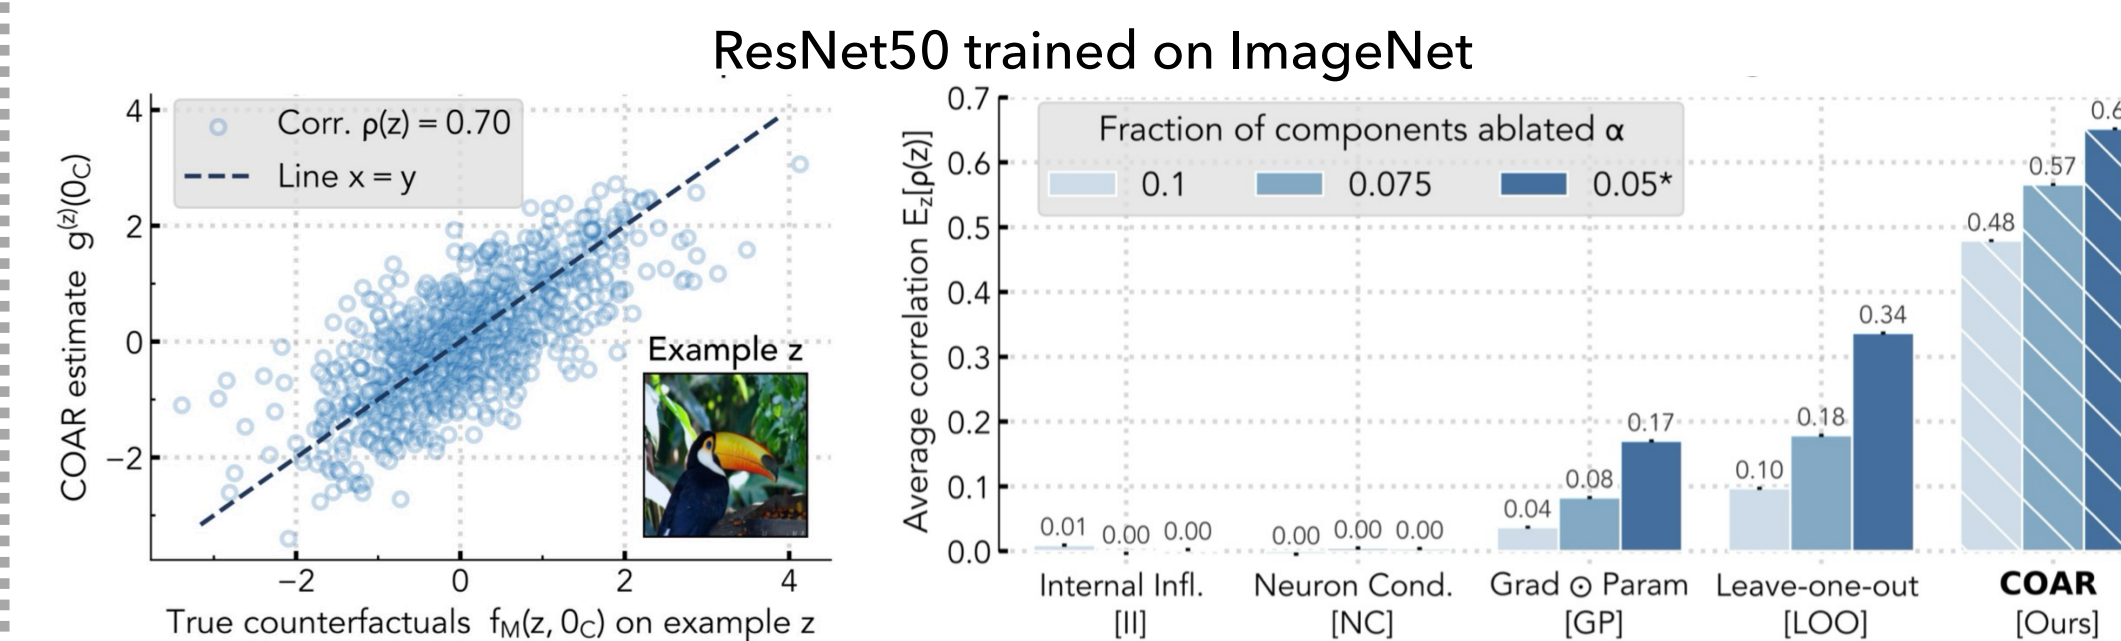 ResNet50 trained on ImageNet
COAR estimate g^(z)(0_C)
4
2
0
−2
Corr. ρ(z) = 0.70
Line x = y
Example z
−2 0 2 4
True counterfactuals f_M(z, 0_C) on example z
Average correlation E_z[ρ(z)]
0.7
0.6
0.5
0.4
0.3
0.2
0.1
0.0
Fraction of components ablated α
0.1 0.075 0.05*
0.01 0.00 0.00
0.00 0.00 0.00
0.04 0.08 0.17
0.10 0.18 0.34
0.48 0.57
Internal Infl.
[II]
Neuron Cond.
[NC]
Grad ⊙ Param
[GP]
Leave-one-out
[LOO]
COAR
[Ours]